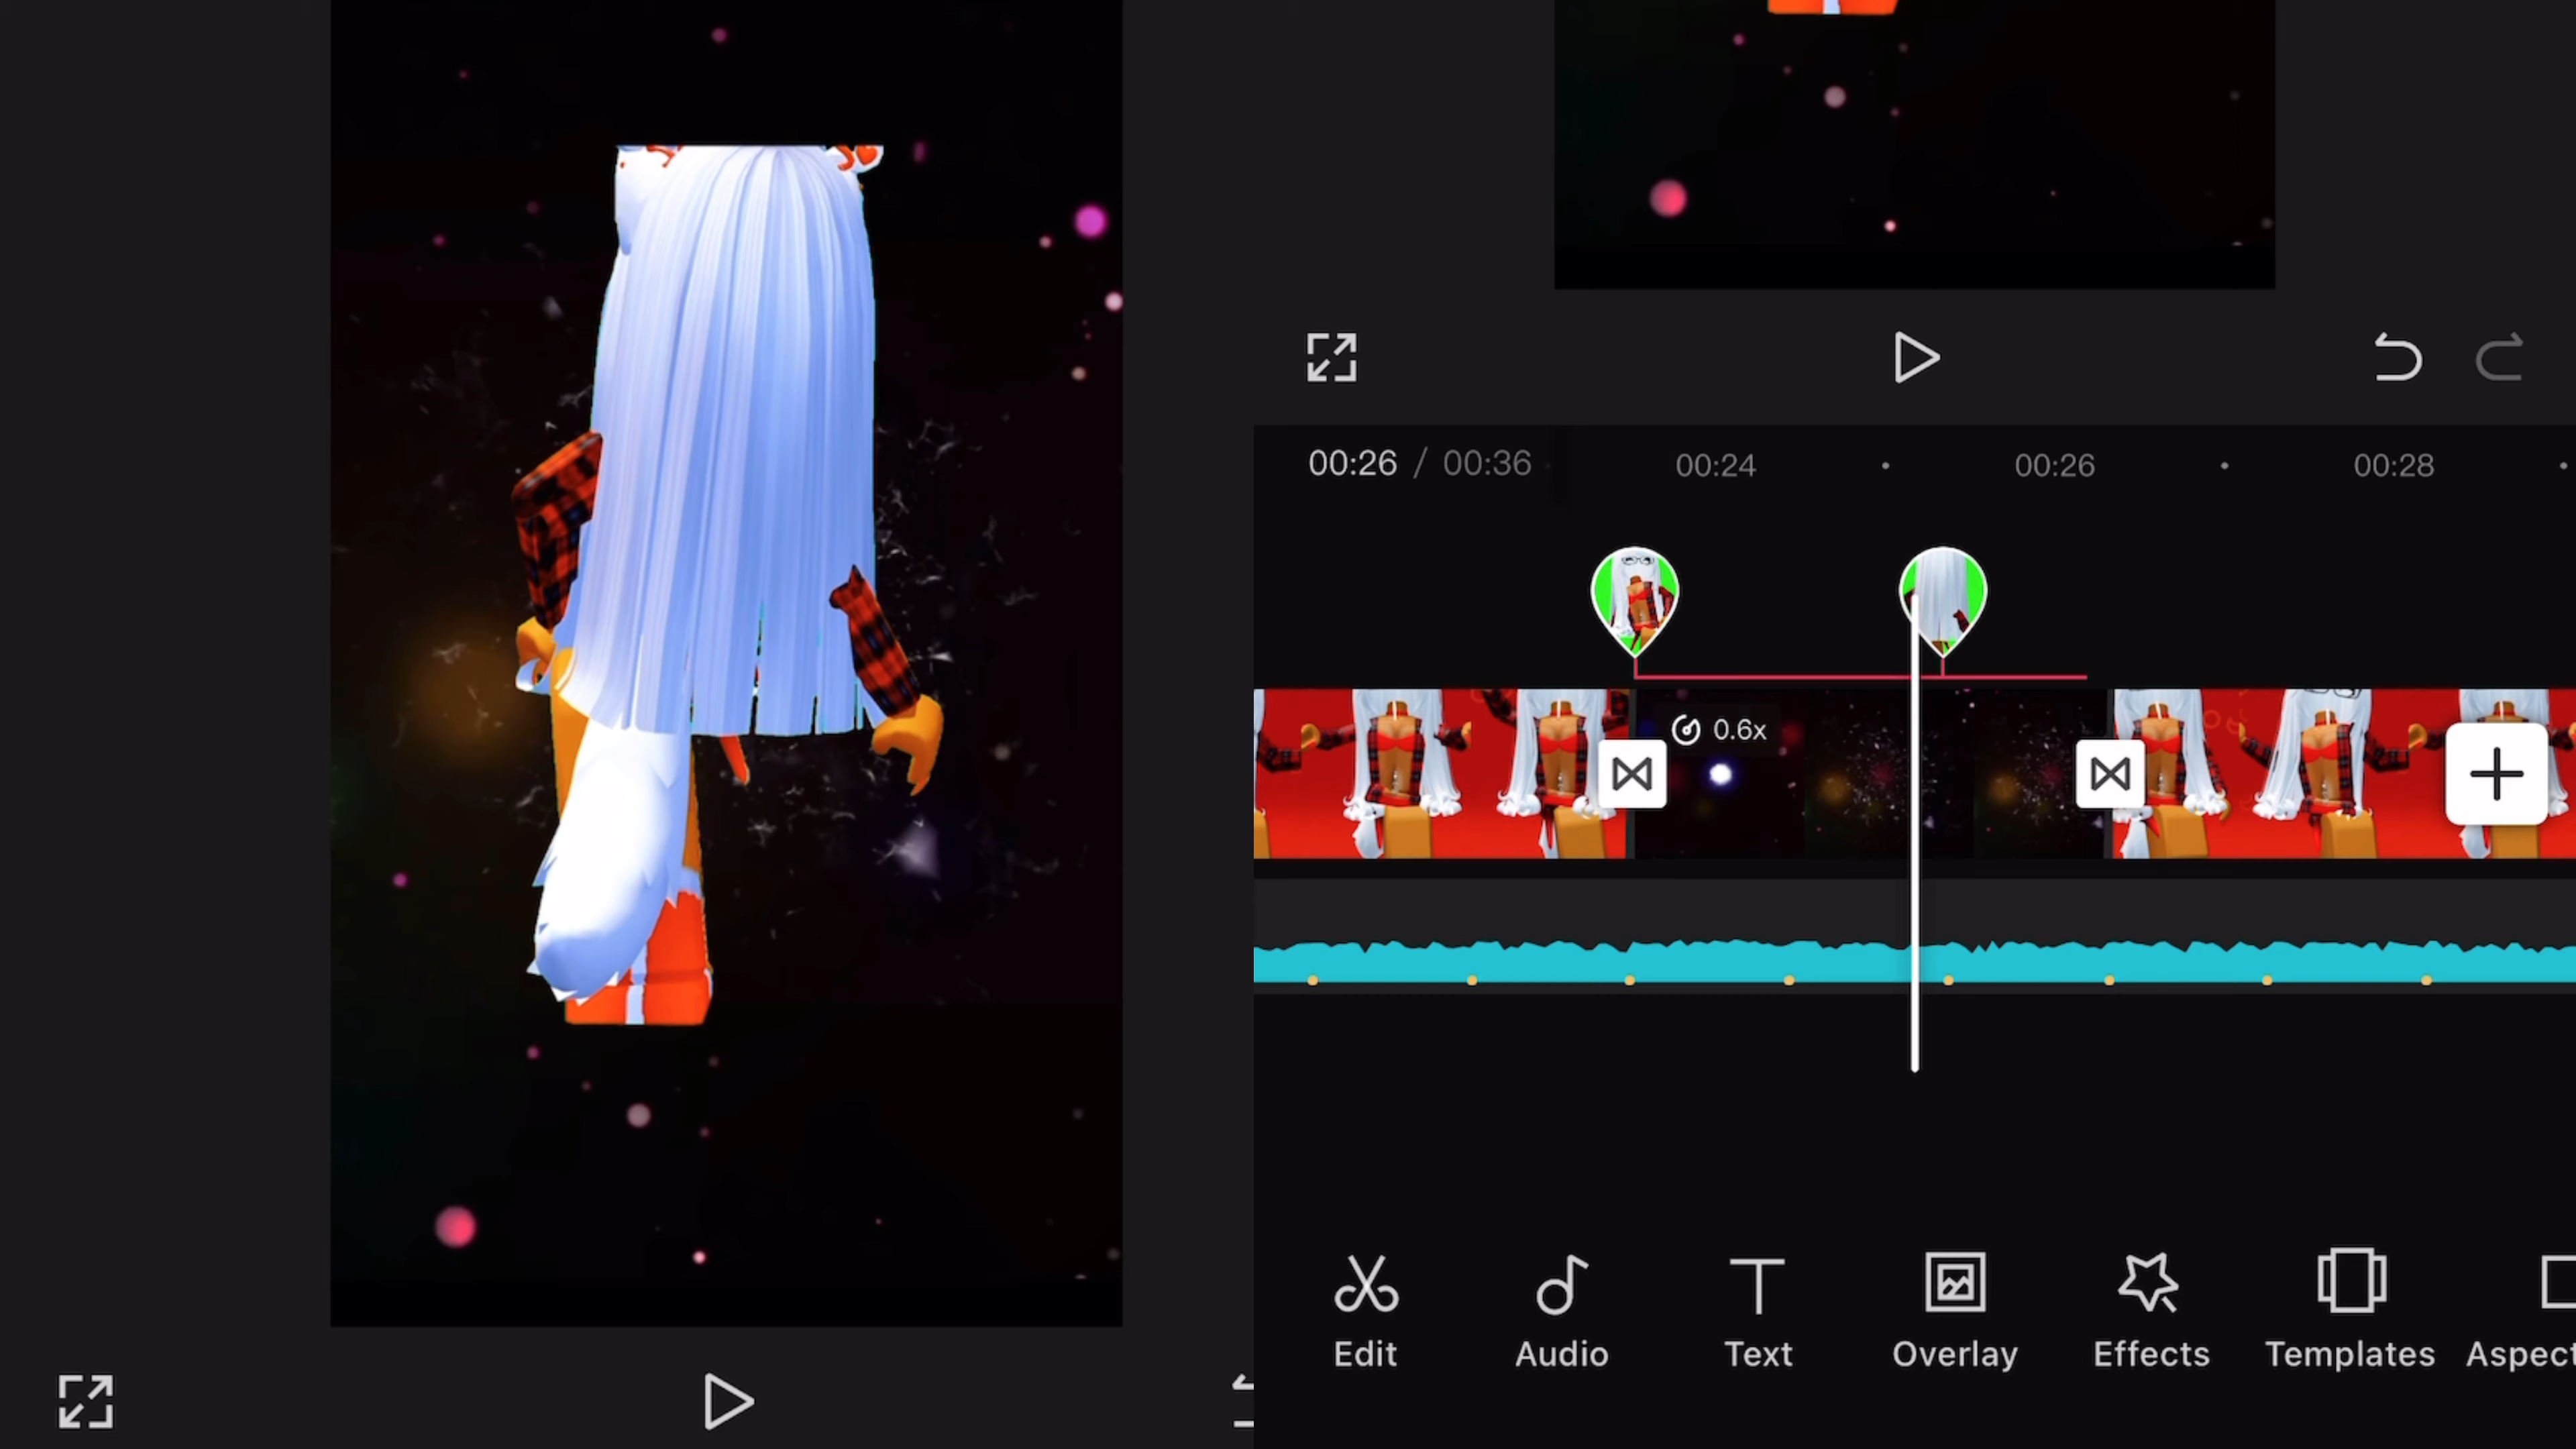 00:26 / 00:36
00:24
00:26
00:28
0.6x
Edit
Audio
Text
Overlay
Effects
Templates
Aspect